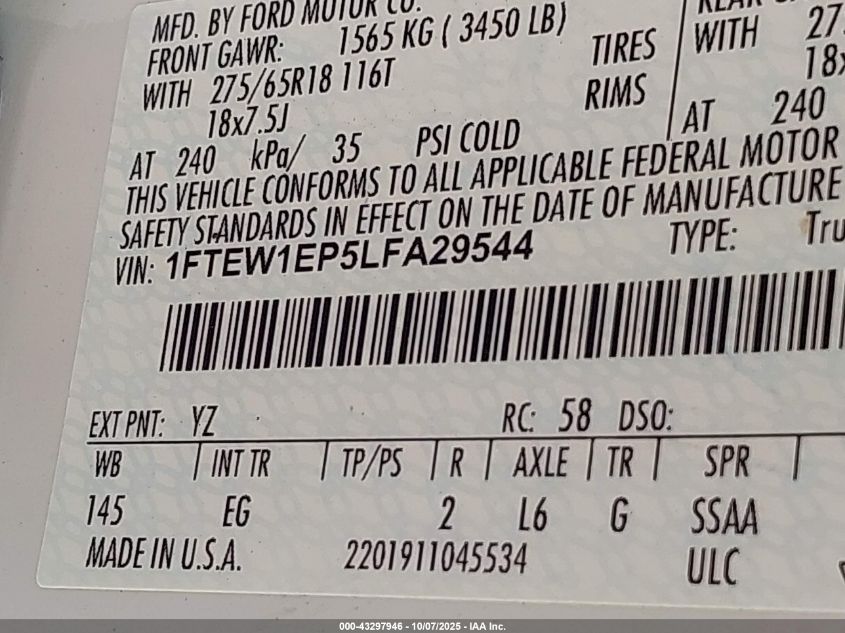 MFD. BY FORD MOTOR CO.
FRONT GAWR: 1565 KG ( 3450 LB)
WITH 275/65R18 116T TIRES WITH
18x7.5J RIMS
AT 240 kPa/ 35 PSI COLD AT 240
THIS VEHICLE CONFORMS TO ALL APPLICABLE FEDERAL MOTOR
SAFETY STANDARDS IN EFFECT ON THE DATE OF MANUFACTURE
VIN: 1FTEW1EP5LFA29544 TYPE: Tru
EXT PNT: YZ RC: 58 DSO:
WB INT TR TP/PS R AXLE TR SPR
145 EG 2 L6 G SSAA
MADE IN U.S.A. 2201911045534 ULC
000-43297946 - 10/07/2025 - IAA Inc.